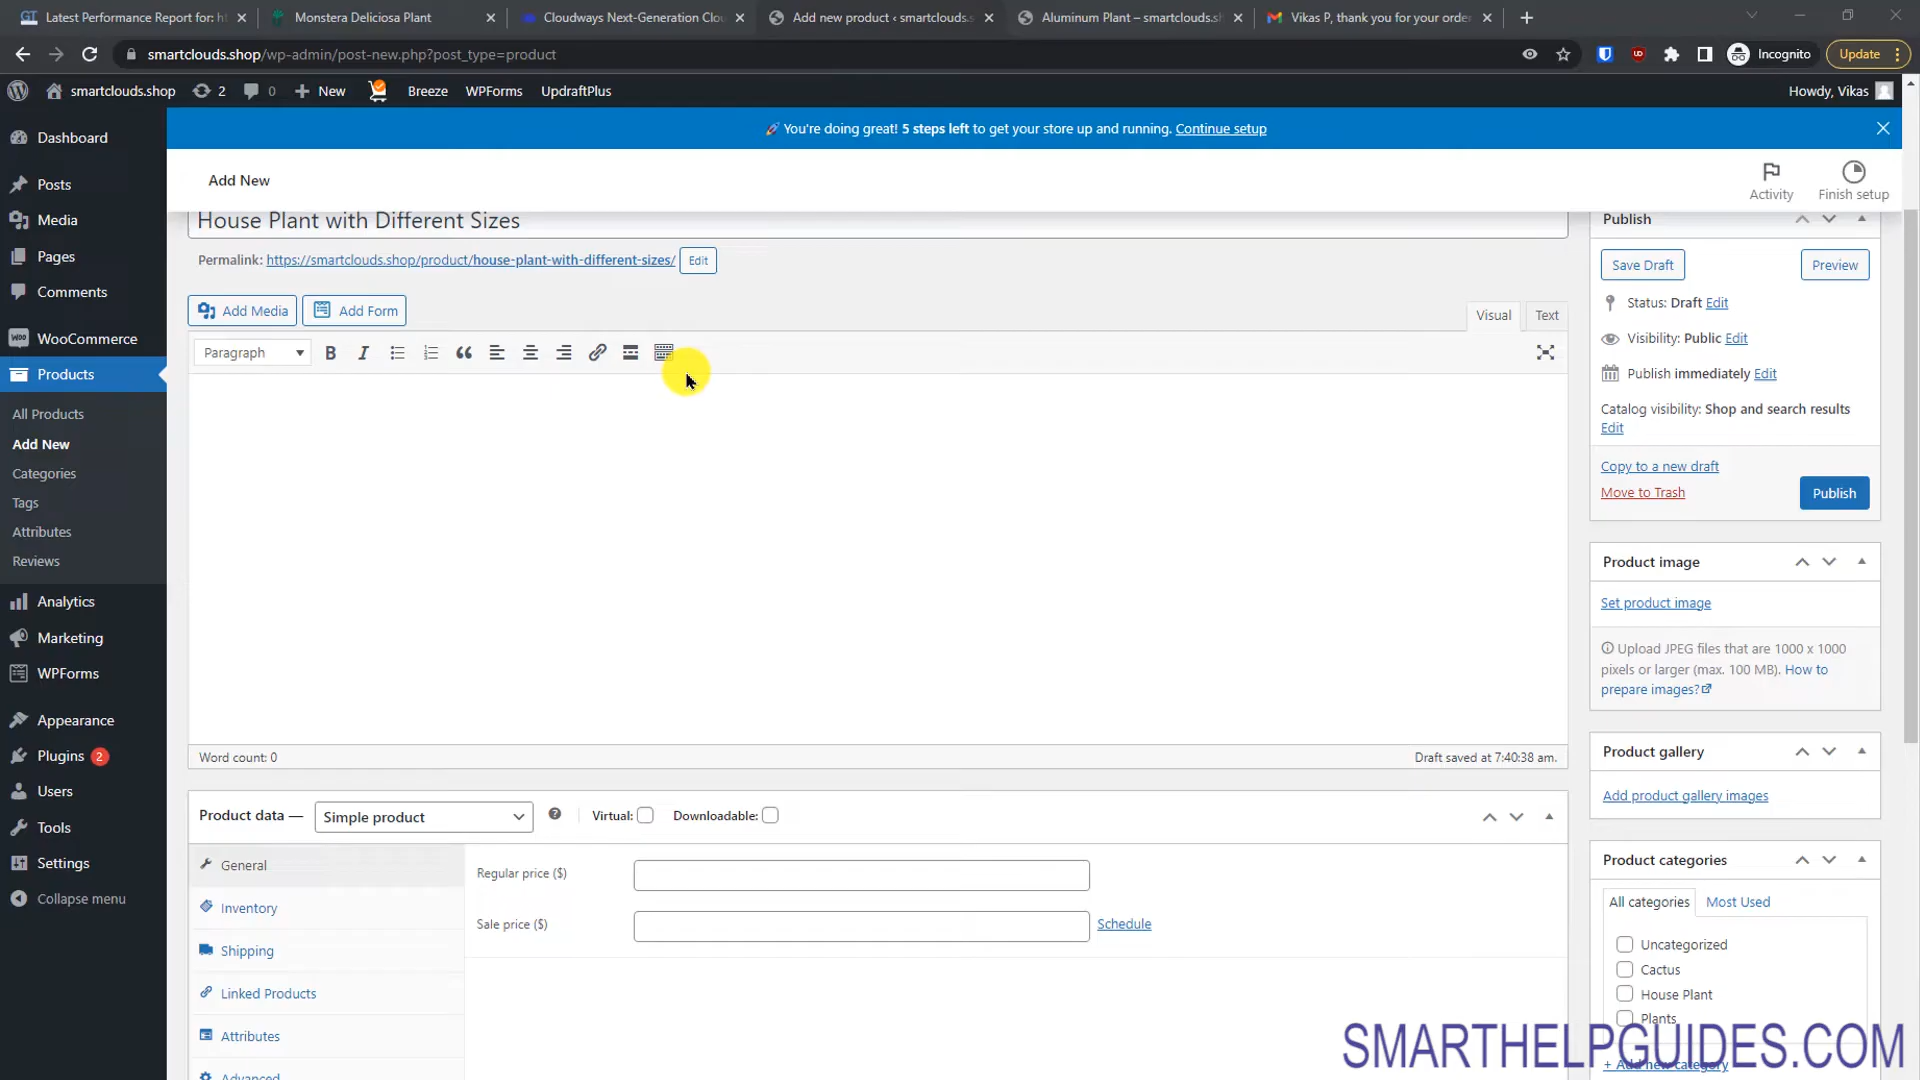 Latest Performance Report for: h
Monstera Deliciosa Plant
Cloudways Next-Generation Clou
Add new product ‹ smartclouds.s
Aluminum Plant – smartclouds.sh
Vikas P, thank you for your order
smartclouds.shop/wp-admin/post-new.php?post_type=product
Incognito
Update
smartclouds.shop
2
0
New
Breeze
WPForms
UpdraftPlus
Howdy, Vikas
You're doing great! 5 steps left to get your store up and running. Continue setup
Add New
Activity
Finish setup
Dashboard
Posts
Media
Pages
Comments
WooCommerce
Products
All Products
Add New
Categories
Tags
Attributes
Reviews
Analytics
Marketing
WPForms
Appearance
Plugins 2
Users
Tools
Settings
Collapse menu
House Plant with Different Sizes
Permalink: https://smartclouds.shop/product/house-plant-with-different-sizes/ Edit
Add Media
Add Form
Visual
Text
Paragraph
B
I
Word count: 0
Draft saved at 7:40:38 am.
Product data —
Simple product
Virtual:
Downloadable:
General
Inventory
Shipping
Linked Products
Attributes
Advanced
Regular price ($)
Sale price ($)
Schedule
Publish
Save Draft
Preview
Status: Draft Edit
Visibility: Public Edit
Publish immediately Edit
Catalog visibility: Shop and search results
Edit
Copy to a new draft
Move to Trash
Publish
Product image
Set product image
Upload JPEG files that are 1000 x 1000
pixels or larger (max. 100 MB). How to
prepare images?
Product gallery
Add product gallery images
Product categories
All categories
Most Used
Uncategorized
Cactus
House Plant
Plants
+ Add new category
SMARTHELPGUIDES.COM